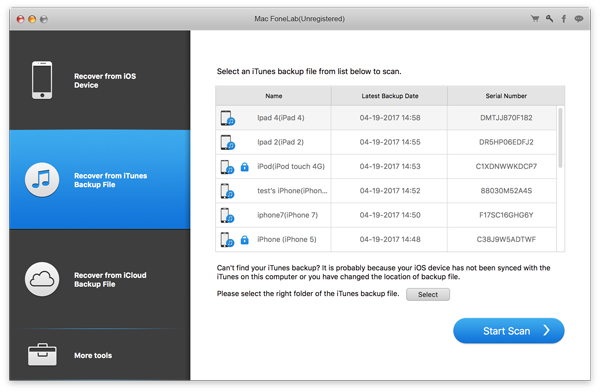 Mac FoneLab(Unregistered)
Recover from iOS
Device
Recover from iTunes
Backup File
Recover from iCloud
Backup File
More tools
Select an iTunes backup file from list below to scan.
Name Latest Backup Date Serial Number
Ipad 4(iPad 4) 04-19-2017 14:58 DMTJJ870F182
Ipad 2(iPad 2) 04-19-2017 14:55 DR5HP06EDFJ2
iPod(iPod touch 4G) 04-19-2017 14:53 C1XDNWWKDCP7
test's iPhone(iPhon... 04-19-2017 14:52 88030M52A4S
iphone7(iPhone 7) 04-19-2017 14:50 F17SC16GHG6Y
iPhone (iPhone 5) 04-19-2017 14:48 C38J9W5ADTWF
Can't find your iTunes backup? It is probably because your iOS device has not been synced with the
iTunes on this computer or you have changed the location of backup file.
Please select the right folder of the iTunes backup file. Select
Start Scan